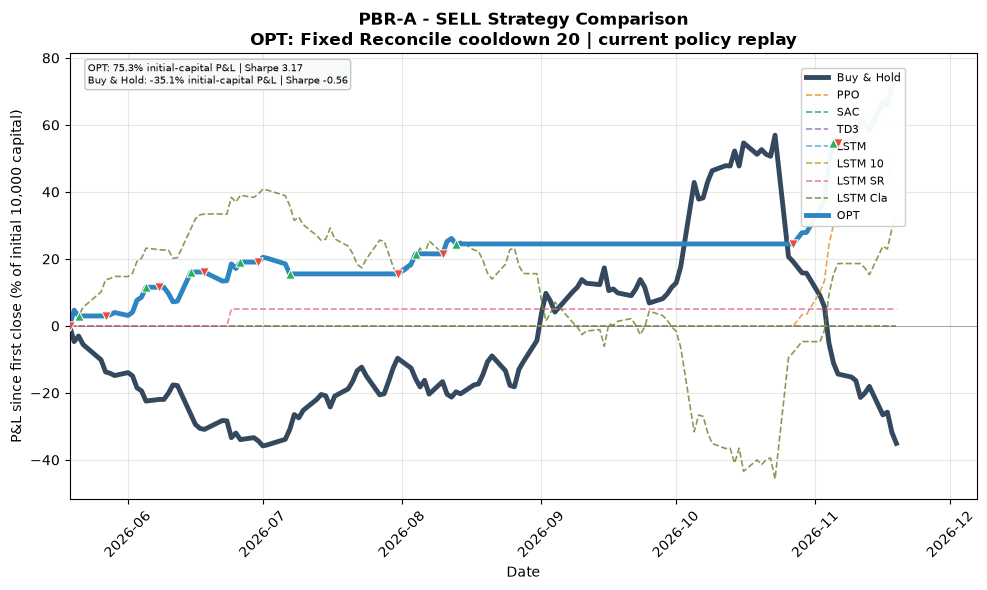 PBR-A - SELL Strategy Comparison
OPT: Fixed Reconcile cooldown 20 | current policy replay
OPT: 75.3% initial-capital P&L | Sharpe 3.17
Buy & Hold: -35.1% initial-capital P&L | Sharpe -0.56
Buy & Hold
PPO
SAC
TD3
LSTM
LSTM 10
LSTM SR
LSTM Cla
OPT
P&L since first close (% of initial 10,000 capital)
80
60
40
20
0
−20
−40
2026-06
2026-07
2026-08
2026-09
2026-10
2026-11
2026-12
Date